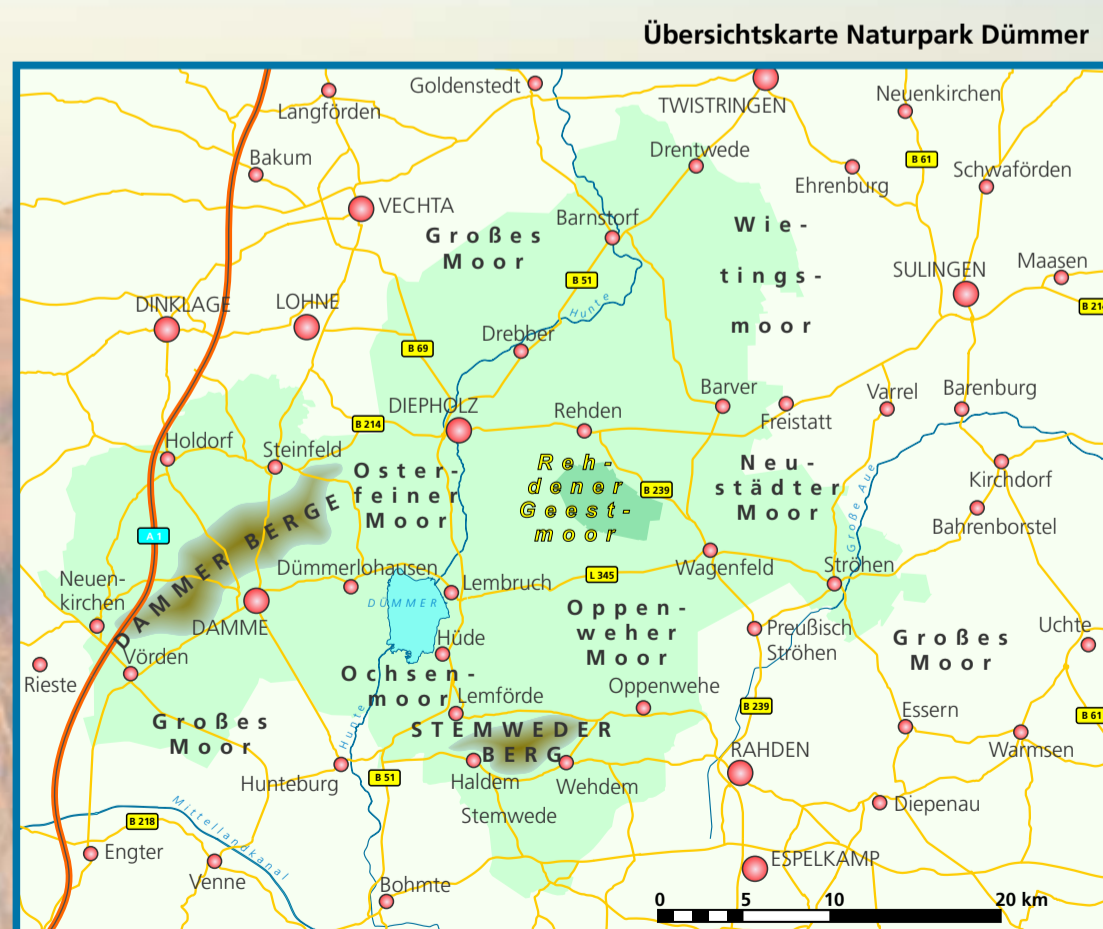 Übersichtskarte Naturpark Dümmer
Goldenstedt
Langförden
TWISTRINGEN
Neuenkirchen
Bakum
Drentwede
B 61
Ehrenburg
Schwaförden
VECHTA
Barnstorf
Großes
Moor
Wie-
tings-
moor
B 51
SULINGEN
Maasen
DINKLAGE
LOHNE
Hunte
B 214
Drebber
B 69
DIEPHOLZ
B 214
Rehden
Barver
Freistatt
Varrel
Barenburg
Holdorf
Steinfeld
Oster-
feiner
Moor
Reh-
dener
Geest-
moor
B 239
Neu-
städter
Moor
Große Aue
Kirchdorf
Bahrenborstel
A 1
DAMMER BERGE
Neuen-
kirchen
Dümmerlohausen
DÜMMER
Lembruch
L 345
Wagenfeld
Ströhen
DAMME
Hüde
Oppen-
weher
Moor
Preußisch
Ströhen
Großes
Moor
Uchte
Vörden
Rieste
Ochsen-
moor
Lemförde
Oppenwehe
Großes
Moor
Hunte
STEMWEDER
BERG
B 239
Essern
B 61
Warmsen
RAHDEN
Hunteburg
B 51
Haldem
Wehdem
Stemwede
Diepenau
Mittellandkanal
B 218
Engter
Venne
Bohmte
ESPELKAMP
0 5 10 20 km